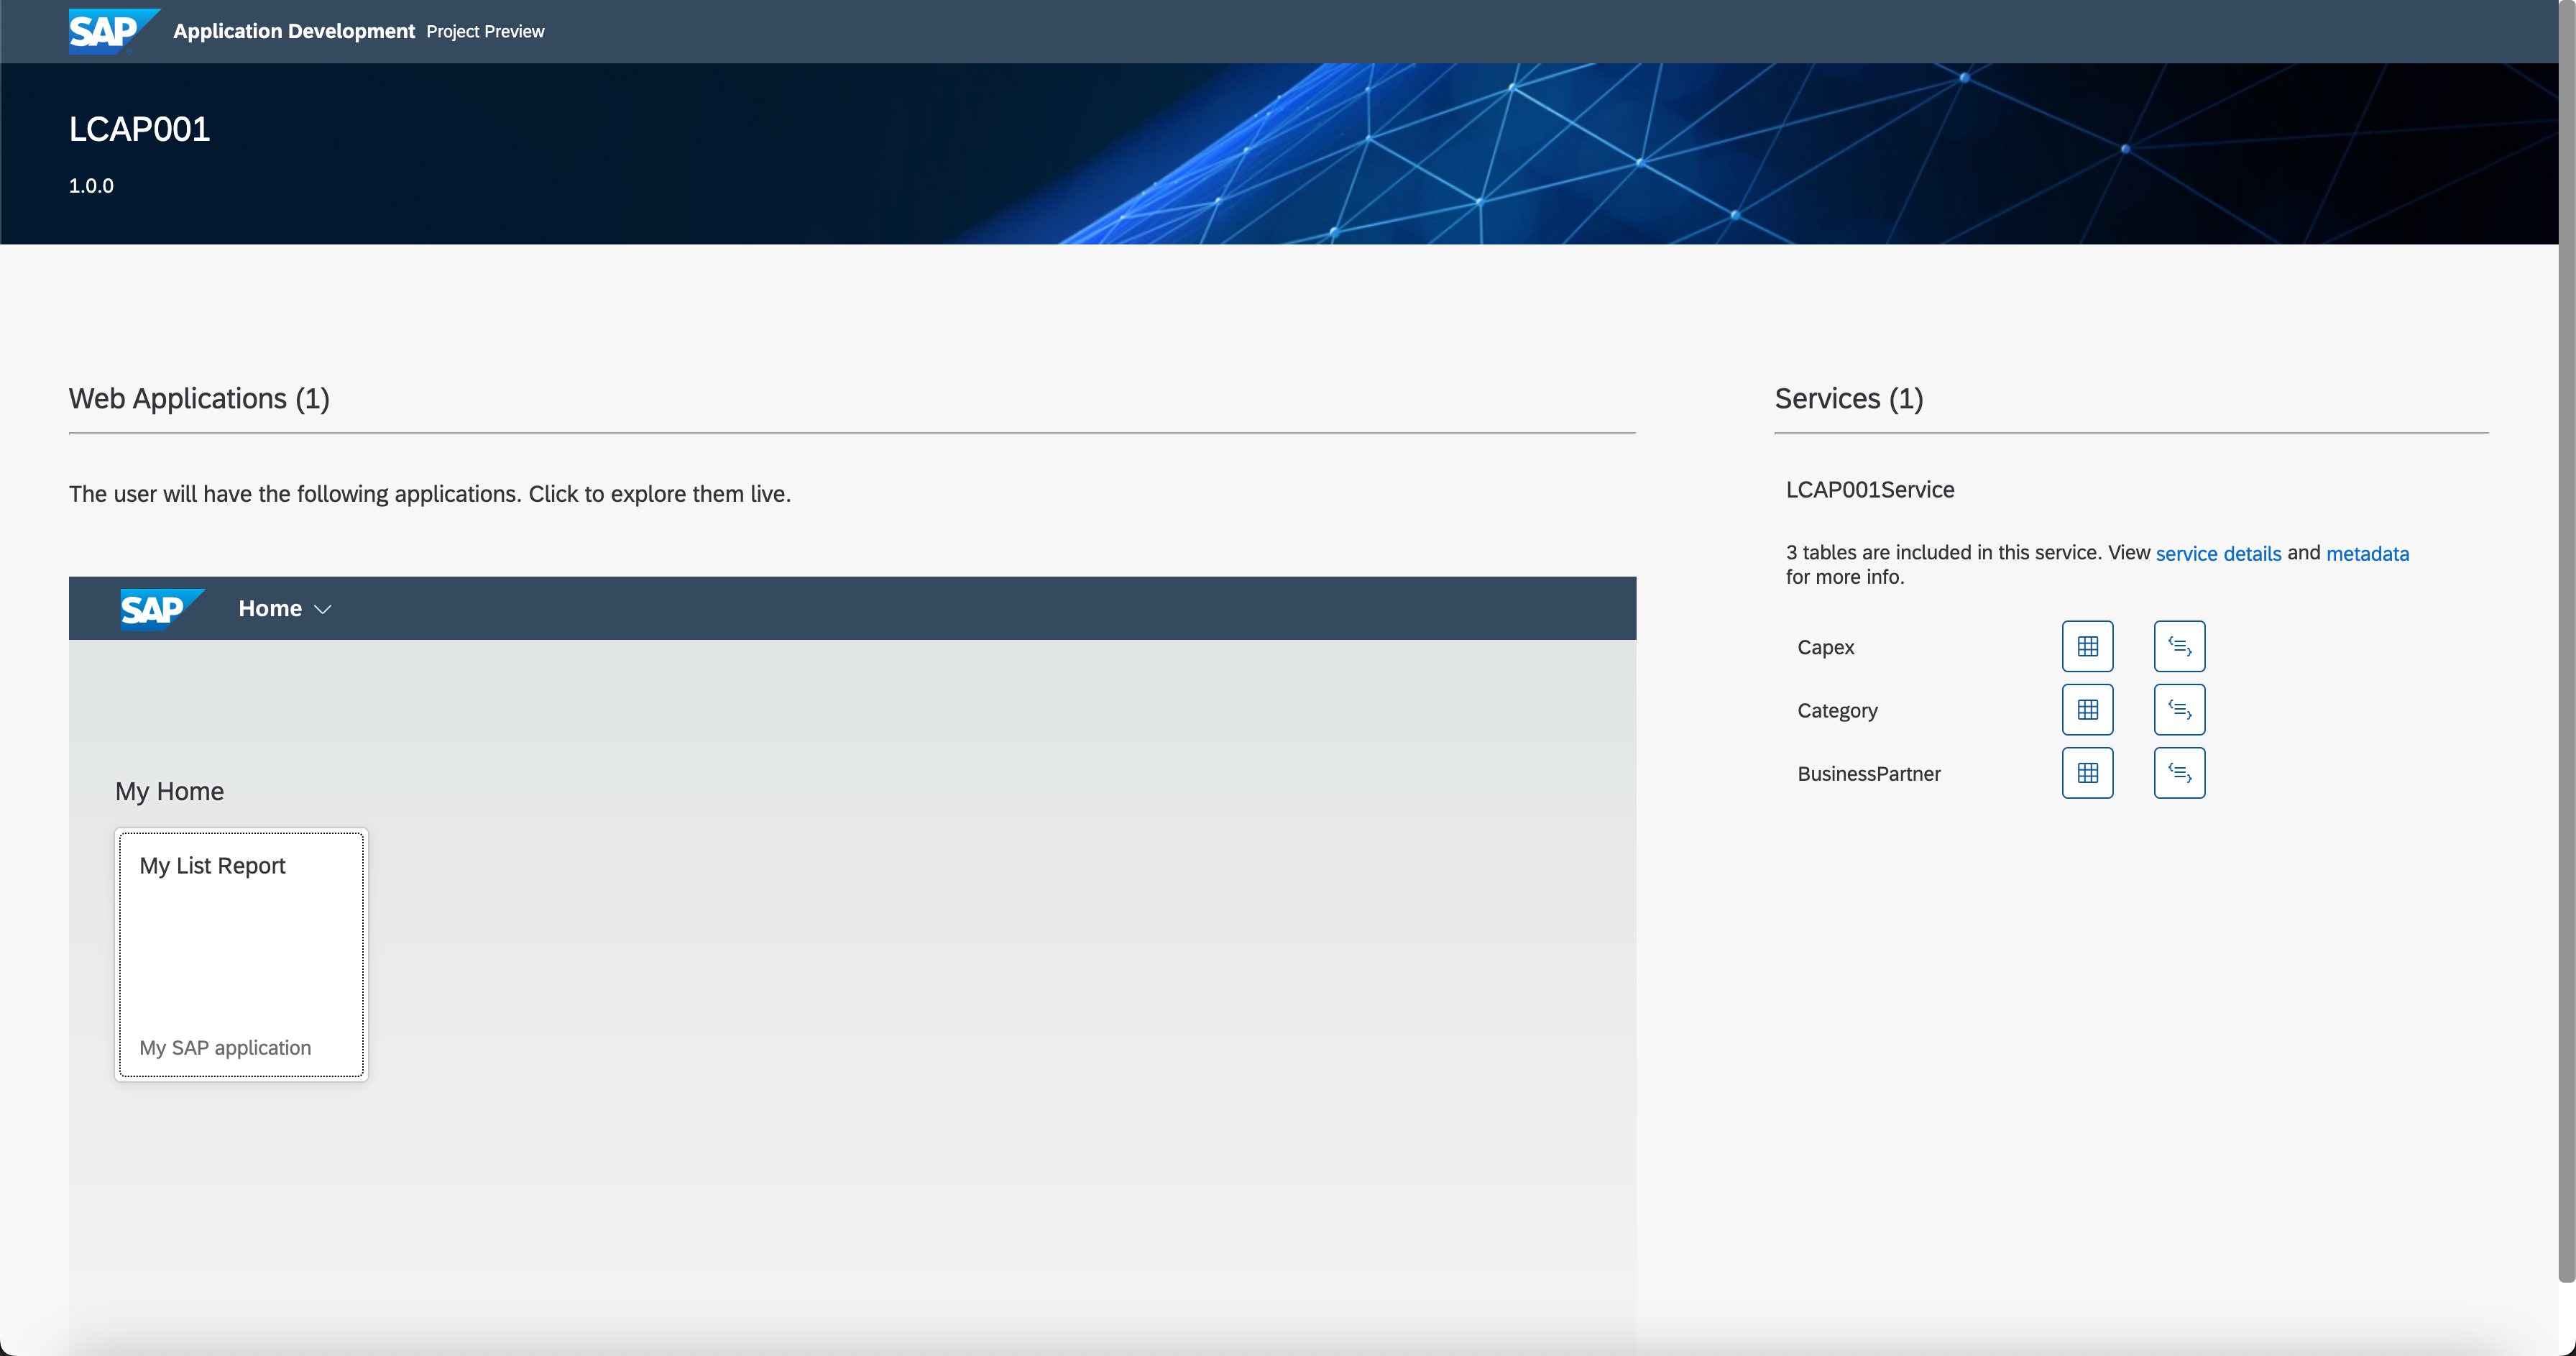 SAP Application Development Project Preview
LCAP001
1.0.0
Web Applications (1)
The user will have the following applications. Click to explore them live.
SAP Home
My Home
My List Report
My SAP application
Services (1)
LCAP001Service
3 tables are included in this service. View service details and metadata
for more info.
Capex
Category
BusinessPartner